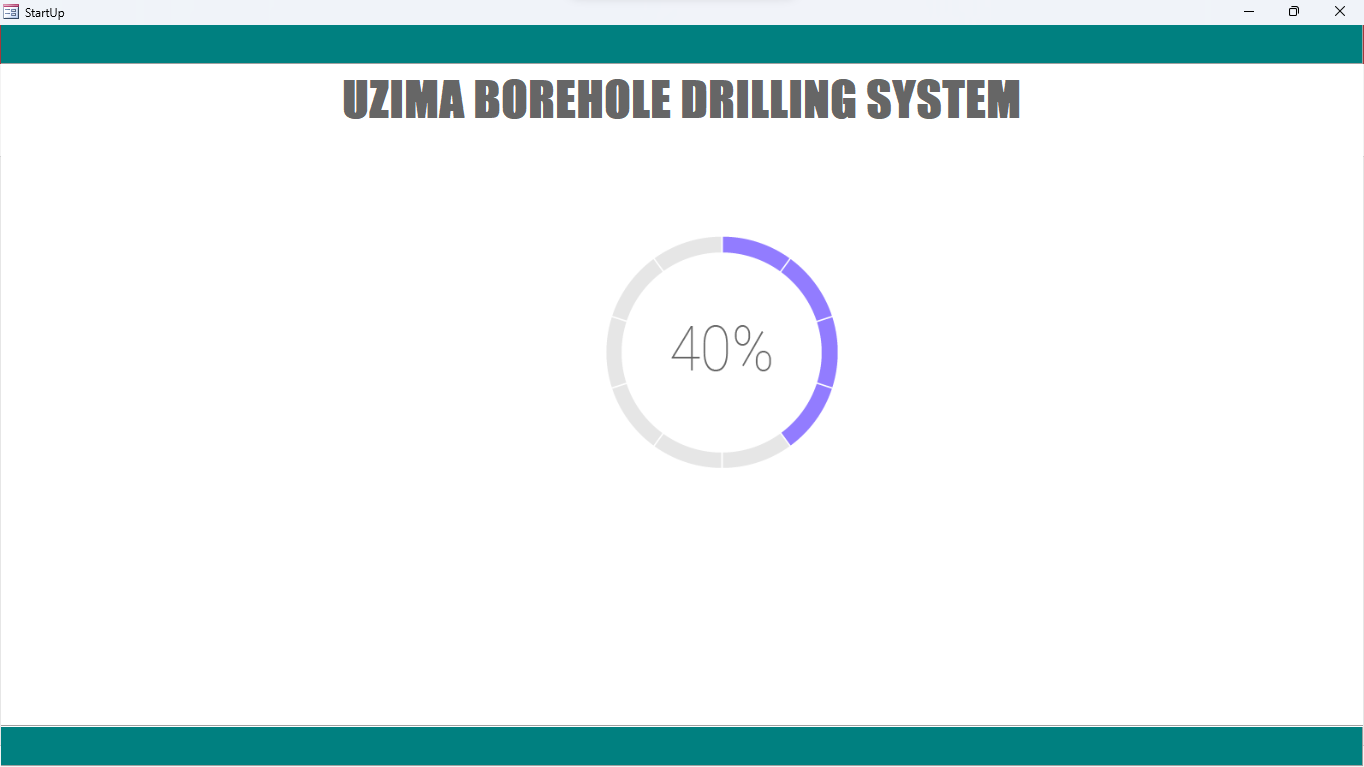 StartUp
UZIMA BOREHOLE DRILLING SYSTEM
40%